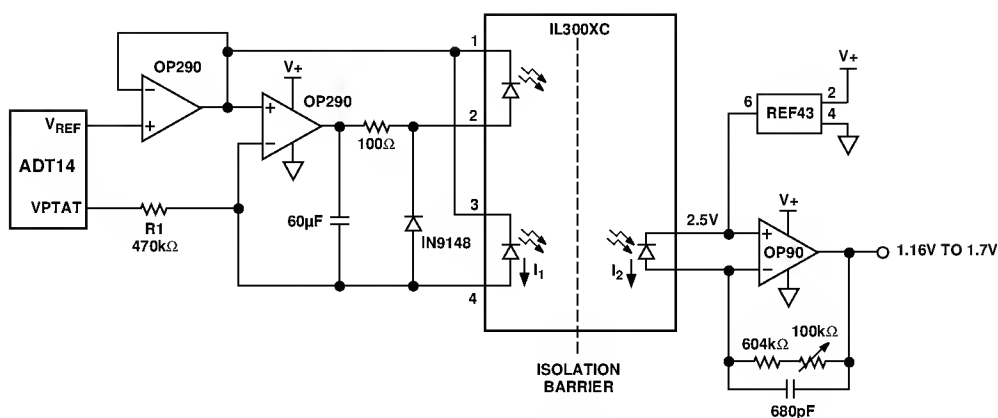 IL300XC
OP290
V+
OP290
1
2
3
4
VREF
ADT14
VPTAT
R1
470kΩ
100Ω
60µF
IN9148
I1
I2
2.5V
6
REF43
2
4
V+
V+
OP90
1.16V TO 1.7V
604kΩ
100kΩ
680pF
ISOLATION
BARRIER
+
−
+
−
+
−